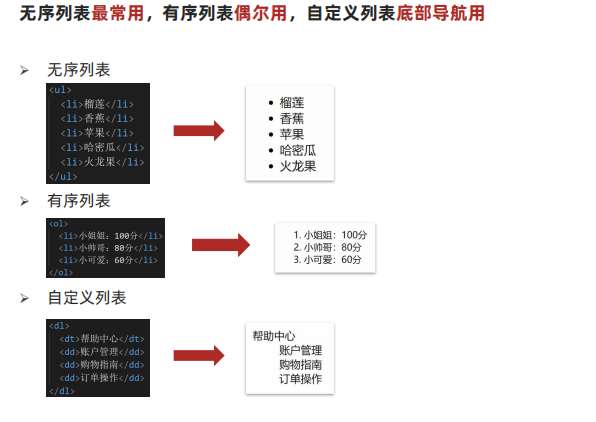 无序列表最常用，有序列表偶尔用，自定义列表底部导航用
➢ 无序列表
<ul>
<li>榴莲</li>
<li>香蕉</li>
<li>苹果</li>
<li>哈密瓜</li>
<li>火龙果</li>
</ul>
• 榴莲
• 香蕉
• 苹果
• 哈密瓜
• 火龙果
➢ 有序列表
<ol>
<li>小姐姐：100分</li>
<li>小帅哥：80分</li>
<li>小可爱：60分</li>
</ol>
1. 小姐姐：100分
2. 小帅哥：80分
3. 小可爱：60分
➢ 自定义列表
<dl>
<dt>帮助中心</dt>
<dd>账户管理</dd>
<dd>购物指南</dd>
<dd>订单操作</dd>
</dl>
帮助中心
账户管理
购物指南
订单操作